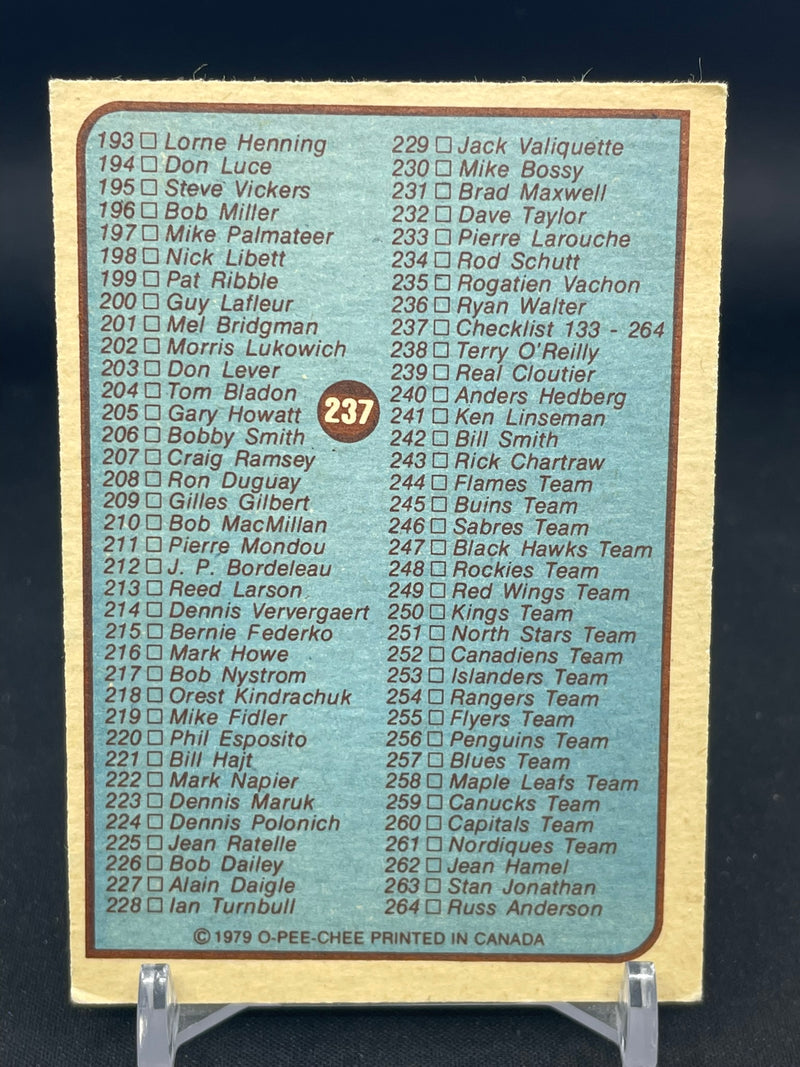 193 □ Lorne Henning
194 □ Don Luce
195 □ Steve Vickers
196 □ Bob Miller
197 □ Mike Palmateer
198 □ Nick Libett
199 □ Pat Ribble
200 □ Guy Lafleur
201 □ Mel Bridgman
202 □ Morris Lukowich
203 □ Don Lever
204 □ Tom Bladon
205 □ Gary Howatt
206 □ Bobby Smith
207 □ Craig Ramsey
208 □ Ron Duguay
209 □ Gilles Gilbert
210 □ Bob MacMillan
211 □ Pierre Mondou
212 □ J. P. Bordeleau
213 □ Reed Larson
214 □ Dennis Ververgaert
215 □ Bernie Federko
216 □ Mark Howe
217 □ Bob Nystrom
218 □ Orest Kindrachuk
219 □ Mike Fidler
220 □ Phil Esposito
221 □ Bill Hajt
222 □ Mark Napier
223 □ Dennis Maruk
224 □ Dennis Polonich
225 □ Jean Ratelle
226 □ Bob Dailey
227 □ Alain Daigle
228 □ Ian Turnbull
237
229 □ Jack Valiquette
230 □ Mike Bossy
231 □ Brad Maxwell
232 □ Dave Taylor
233 □ Pierre Larouche
234 □ Rod Schutt
235 □ Rogatien Vachon
236 □ Ryan Walter
237 □ Checklist 133 - 264
238 □ Terry O'Reilly
239 □ Real Cloutier
240 □ Anders Hedberg
241 □ Ken Linseman
242 □ Bill Smith
243 □ Rick Chartraw
244 □ Flames Team
245 □ Buins Team
246 □ Sabres Team
247 □ Black Hawks Team
248 □ Rockies Team
249 □ Red Wings Team
250 □ Kings Team
251 □ North Stars Team
252 □ Canadiens Team
253 □ Islanders Team
254 □ Rangers Team
255 □ Flyers Team
256 □ Penguins Team
257 □ Blues Team
258 □ Maple Leafs Team
259 □ Canucks Team
260 □ Capitals Team
261 □ Nordiques Team
262 □ Jean Hamel
263 □ Stan Jonathan
264 □ Russ Anderson
© 1979 O-PEE-CHEE PRINTED IN CANADA